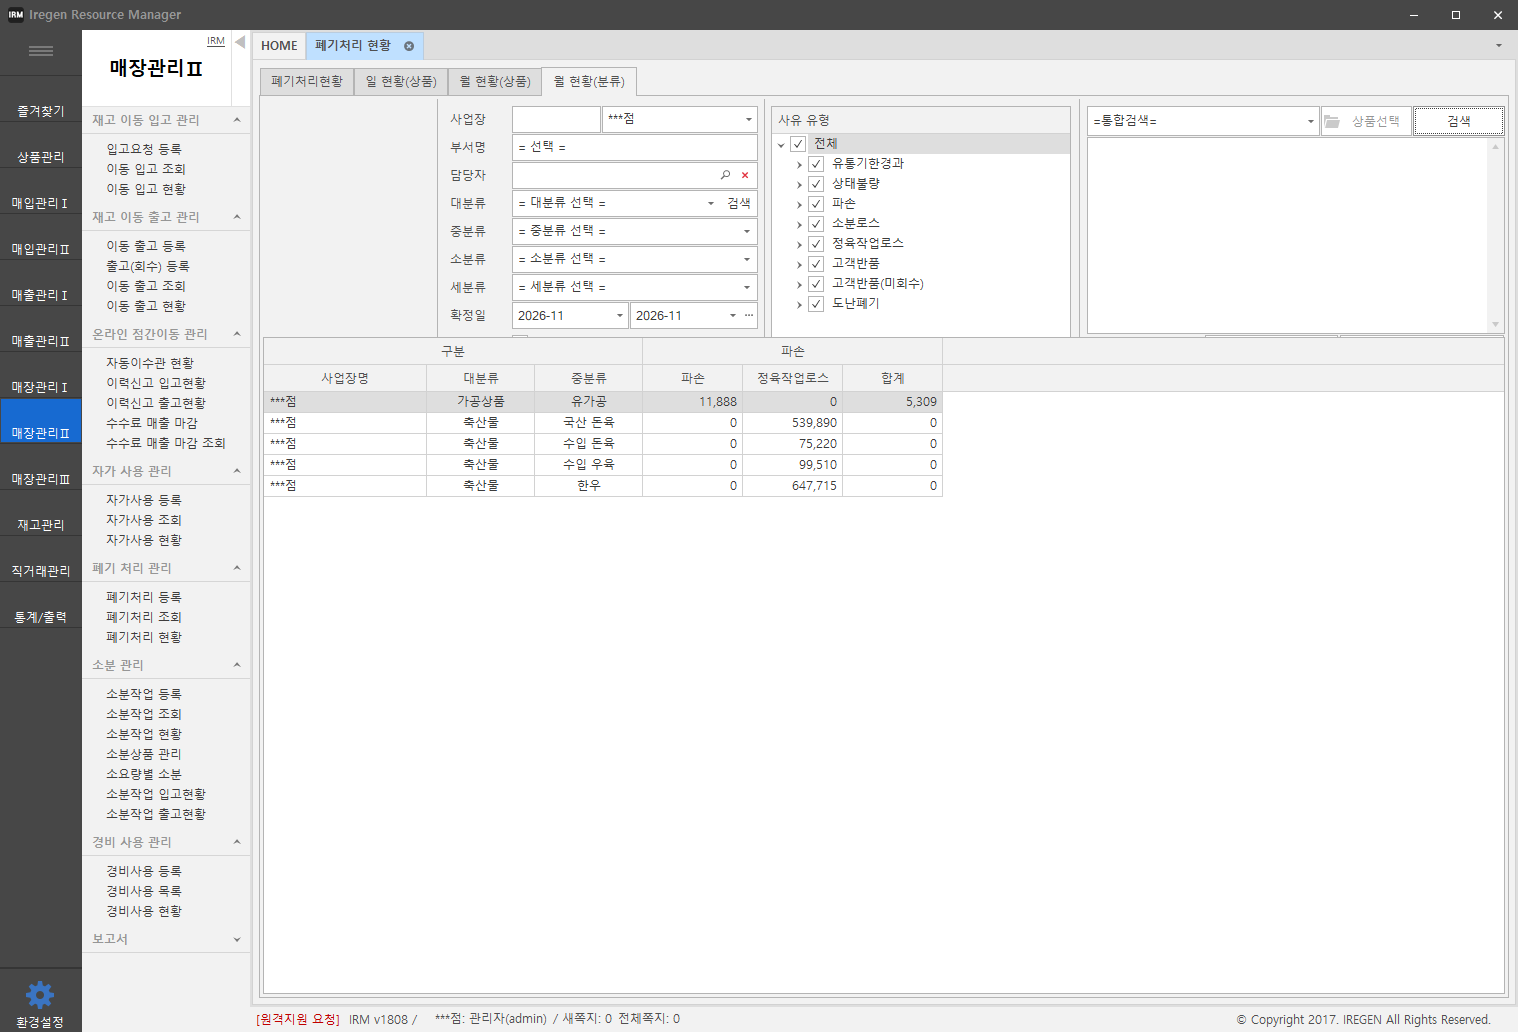 IRM Iregen Resource Manager
즐겨찾기
상품관리
매입관리Ⅰ
매입관리Ⅱ
매출관리Ⅰ
매출관리Ⅱ
매장관리Ⅰ
매장관리Ⅱ
매장관리Ⅲ
재고관리
직거래관리
통계/출력
환경설정
IRM
매장관리Ⅱ
재고 이동 입고 관리
입고요청 등록
이동 입고 조회
이동 입고 현황
재고 이동 출고 관리
이동 출고 등록
출고(회수) 등록
이동 출고 조회
이동 출고 현황
온라인 점간이동 관리
자동이수관 현황
이력신고 입고현황
이력신고 출고현황
수수료 매출 마감
수수료 매출 마감 조회
자가 사용 관리
자가사용 등록
자가사용 조회
자가사용 현황
폐기 처리 관리
폐기처리 등록
폐기처리 조회
폐기처리 현황
소분 관리
소분작업 등록
소분작업 조회
소분작업 현황
소분상품 관리
소요량별 소분
소분작업 입고현황
소분작업 출고현황
경비 사용 관리
경비사용 등록
경비사용 목록
경비사용 현황
보고서
HOME 폐기처리 현황
폐기처리현황 일 현황(상품)월 현황(상품) 월 현황(분류)
사업장 ***점
부서명 = 선택 =
담당자
대분류 = 대분류 선택 = 검색
중분류 = 중분류 선택 =
소분류 = 소분류 선택 =
세분류 = 세분류 선택 =
확정일 2026-11 2026-11 ...
사유 유형
전체
유통기한경과
상태불량
파손
소분로스
정육작업로스
고객반품
고객반품(미회수)
도난폐기
=통합검색= 상품선택 검색
구분 파손
사업장명 대분류 중분류 파손 정육작업로스 합계
***점 가공상품 유가공 11,888 0 5,309
***점 축산물 국산 돈육 0 539,890 0
***점 축산물 수입 돈육 0 75,220 0
***점 축산물 수입 우육 0 99,510 0
***점 축산물 한우 0 647,715 0
[원격지원 요청] IRM v1808 / ***점: 관리자(admin) / 새쪽지: 0 전체쪽지: 0
© Copyright 2017. IREGEN All Rights Reserved.